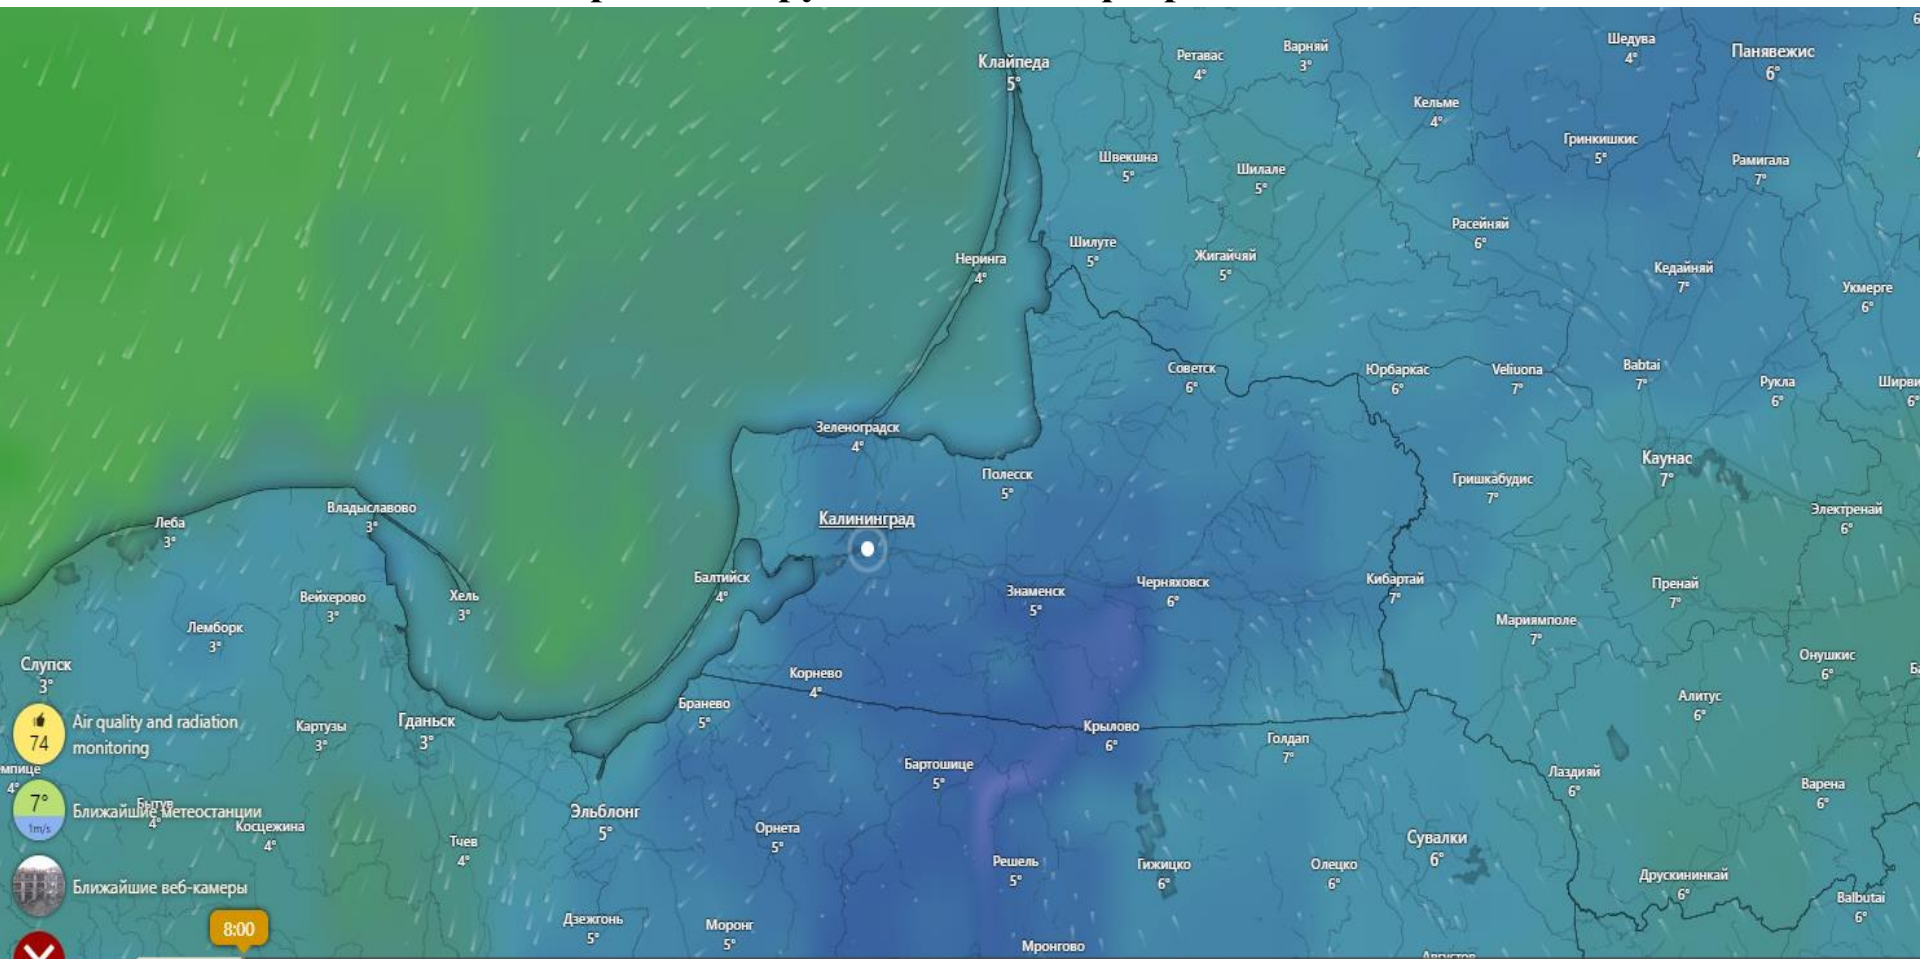 Клайпеда
5°
Ретавас
4°
Варняй
3°
Шедува
4°
Панявежис
6°
Кельме
4°
Гринкишкис
5°
Рамигала
7°
Швекшна
5°
Шилале
5°
Расейняй
6°
Неринга
4°
Шилуте
5°
Жигайчяй
5°
Кедайняй
7°
Укмерге
6°
Советск
6°
Юрбаркас
6°
Veliuona
7°
Babtai
7°
Рукла
6°
Ширви
6°
Зеленоградск
4°
Полесск
5°
Гришкабудис
7°
Каунас
7°
Леба
3°
Владыславово
3°
Калининград
Электренай
6°
Вейхерово
3°
Хель
3°
Балтийск
4°
Знаменск
5°
Черняховск
6°
Кибартай
7°
Пренай
7°
Лемборк
3°
Мариямполе
7°
Слупск
3°
Корнево
4°
Онушкис
6°
Бранево
5°
Алитус
6°
74
Air quality and radiation
monitoring
Картузы
3°
Гданьск
3°
Крылово
6°
Голдап
7°
мпице
4°
Бартошице
5°
Лаздияй
6°
Варена
6°
7°
1m/s
Бытув
4°
Ближайшие метеостанции
Косцежина
4°
Тчев
4°
Эльблонг
5°
Орнета
5°
Сувалки
6°
Решель
5°
Гижицко
6°
Олецко
6°
Друскининкай
6°
Ближайшие веб-камеры
Balbutai
6°
8:00
Дзежгонь
5°
Моронг
5°
Мронгово